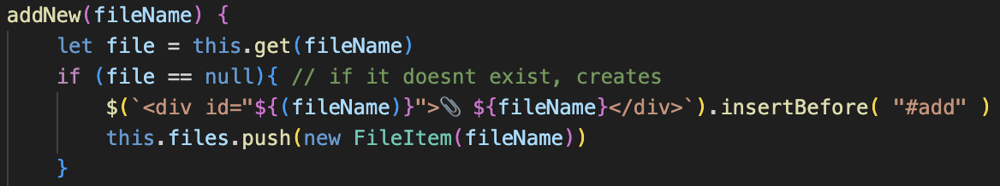 addNew(fileName) {
    let file = this.get(fileName)
    if (file == null){ // if it doesnt exist, creates
        $(`<div id="${(fileName)}">📎 ${fileName}</div>`).insertBefore( "#add" )
        this.files.push(new FileItem(fileName))
    }